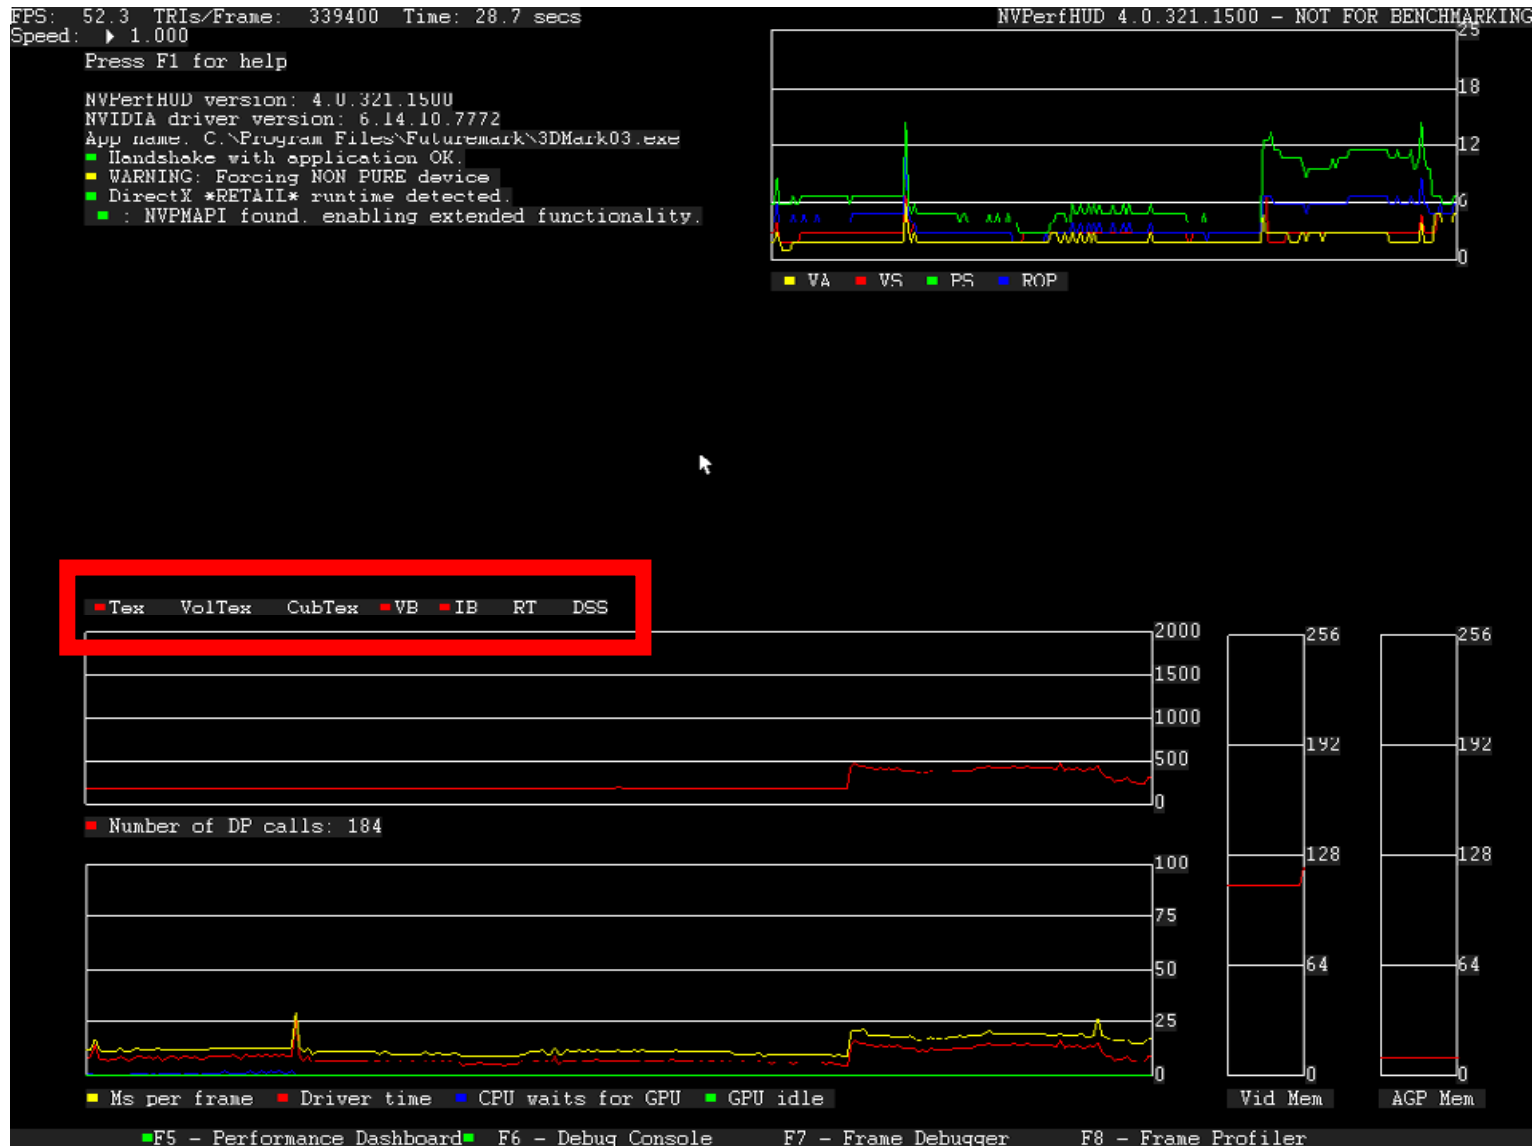 FPS: 52.3 TRIs/Frame: 339400 Time: 28.7 secs
NVPerfHUD 4.0.321.1500 - NOT FOR BENCHMARKING
Speed: 1.000
Press F1 for help
NVPerfHUD version: 4.0.321.1500
NVIDIA driver version: 6.14.10.7772
App name: C:\Program Files\Futuremark\3DMark03.exe
Handshake with application OK.
WARNING: Forcing NON PURE device
DirectX *RETAIL* runtime detected.
: NVPMAPI found. enabling extended functionality.
25
18
12
6
0
VA VS PS ROP
Tex VolTex CubTex VB IB RT DSS
2000
1500
1000
500
0
Number of DP calls: 184
100
75
50
25
0
Ms per frame Driver time CPU waits for GPU GPU idle
256
192
128
64
0
Vid Mem
256
192
128
64
0
AGP Mem
F5 - Performance Dashboard F6 - Debug Console F7 - Frame Debugger F8 - Frame Profiler